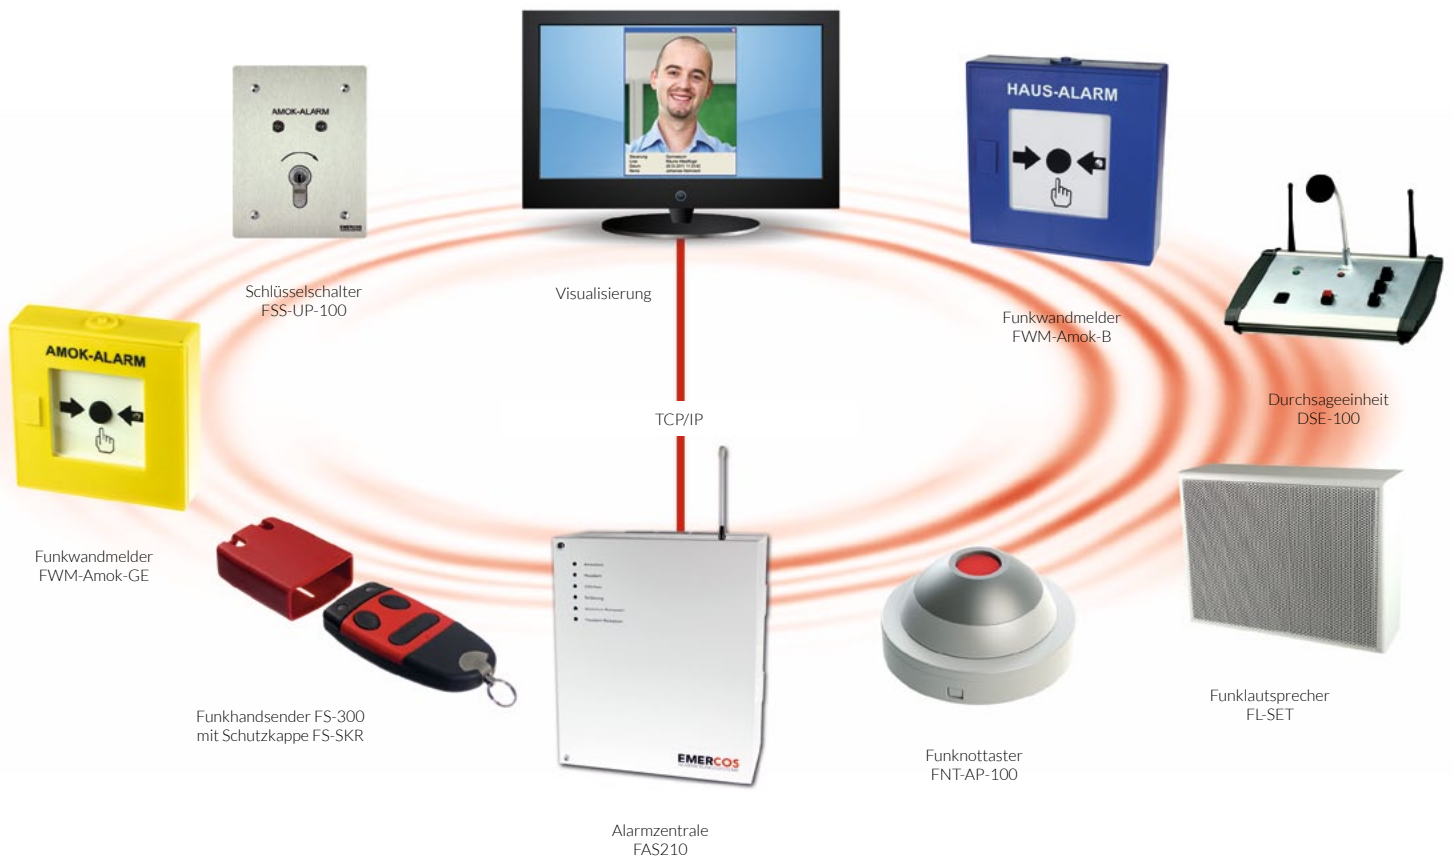 AMOK-ALARM
EMERCOS
Schlüsselschalter
FSS-UP-100
Visualisierung
HAUS-ALARM
Funkwandmelder
FWM-Amok-B
Durchsageeinheit
DSE-100
AMOK-ALARM
Funkwandmelder
FWM-Amok-GE
TCP/IP
Funkhandsender FS-300
mit Schutzkappe FS-SKR
EMERCOS
Alarmzentrale
FAS210
Funknottaster
FNT-AP-100
Funklautsprecher
FL-SET